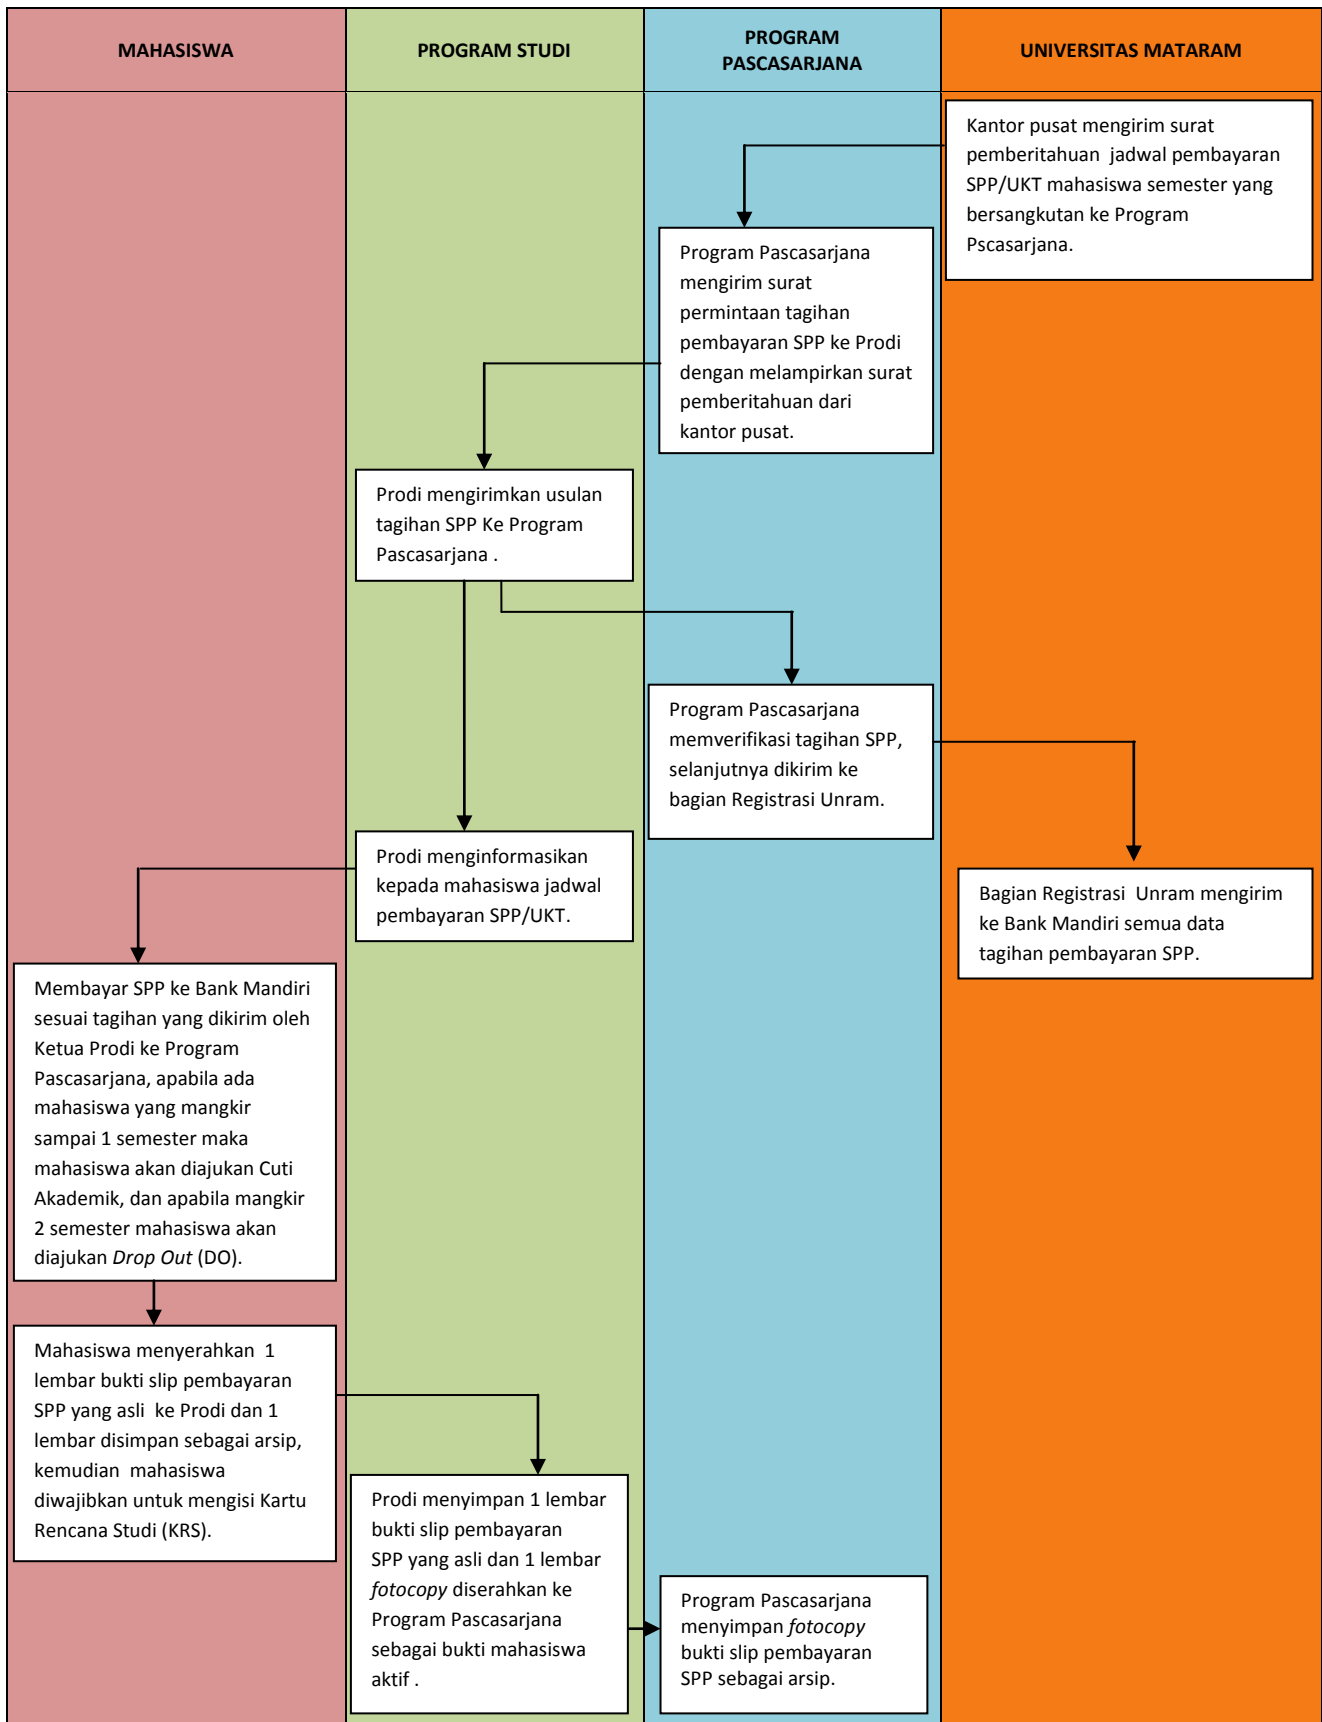 MAHASISWA
PROGRAM STUDI
PROGRAM
PASCASARJANA
UNIVERSITAS MATARAM
Kantor pusat mengirim surat
pemberitahuan jadwal pembayaran
SPP/UKT mahasiswa semester yang
bersangkutan ke Program
Pscasarjana.
Program Pascasarjana
mengirim surat
permintaan tagihan
pembayaran SPP ke Prodi
dengan melampirkan surat
pemberitahuan dari
kantor pusat.
Prodi mengirimkan usulan
tagihan SPP Ke Program
Pascasarjana .
Program Pascasarjana
memverifikasi tagihan SPP,
selanjutnya dikirim ke
bagian Registrasi Unram.
Prodi menginformasikan
kepada mahasiswa jadwal
pembayaran SPP/UKT.
Bagian Registrasi Unram mengirim
ke Bank Mandiri semua data
tagihan pembayaran SPP.
Membayar SPP ke Bank Mandiri
sesuai tagihan yang dikirim oleh
Ketua Prodi ke Program
Pascasarjana, apabila ada
mahasiswa yang mangkir
sampai 1 semester maka
mahasiswa akan diajukan Cuti
Akademik, dan apabila mangkir
2 semester mahasiswa akan
diajukan Drop Out (DO).
Mahasiswa menyerahkan 1
lembar bukti slip pembayaran
SPP yang asli ke Prodi dan 1
lembar disimpan sebagai arsip,
kemudian mahasiswa
diwajibkan untuk mengisi Kartu
Rencana Studi (KRS).
Prodi menyimpan 1 lembar
bukti slip pembayaran
SPP yang asli dan 1 lembar
fotocopy diserahkan ke
Program Pascasarjana
sebagai bukti mahasiswa
aktif .
Program Pascasarjana
menyimpan fotocopy
bukti slip pembayaran
SPP sebagai arsip.